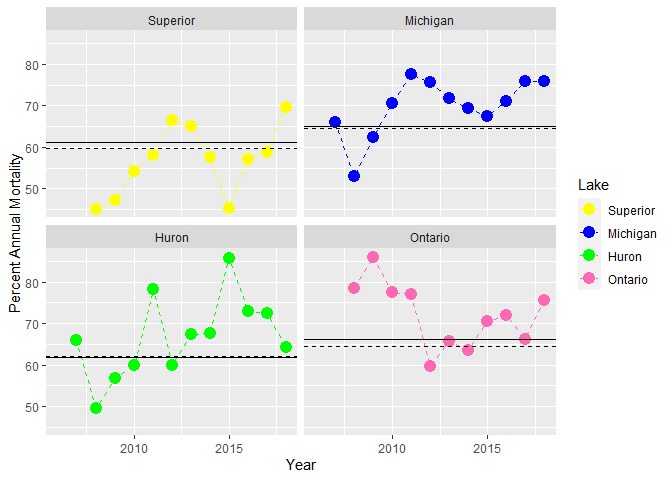 Superior
Michigan
80
70
60
50
Huron
Ontario
80
70
60
50
2010
2015
2010
2015
Year
Percent Annual Mortality
Lake
Superior
Michigan
Huron
Ontario